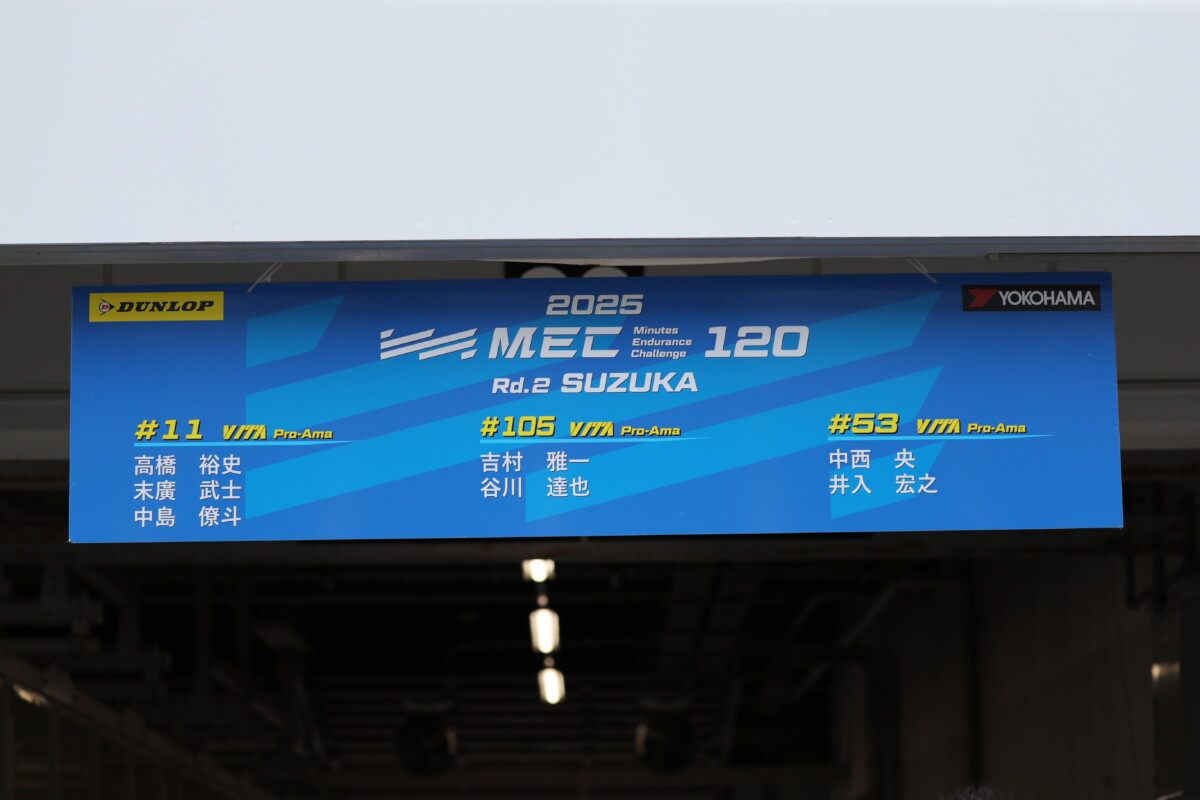 DUNLOP
YOKOHAMA
2025
MEC Minutes Endurance Challenge 120
Rd.2 SUZUKA
#11 VITA Pro-Ama
高橋 裕史
末廣 武士
中島 僚斗
#105 VITA Pro-Ama
吉村 雅一
谷川 達也
#53 VITA Pro-Ama
中西 央
井入 宏之